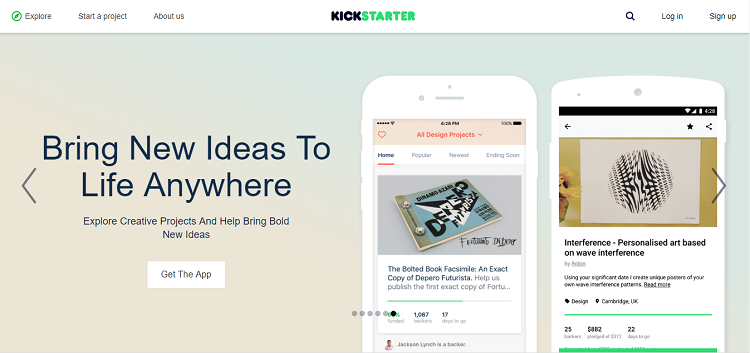 Explore
Start a project
About us
KICKSTARTER
Log in
Sign up
Bring New Ideas To
Life Anywhere
Explore Creative Projects And Help Bring Bold
New Ideas
Get The App
4:28 PM
100%
All Design Projects
Home
Popular
Newest
Ending Soon
DINAMO AZARI
FORTUNATO DEPERO
The Bolted Book Facsimile: An Exact
Copy of Depero Futurista. Help us
publish the first exact copy of Fortu...
1,067
17
funded
backers
days to go
Jackson Lynch is a backer.
4:28
Interference - Personalised art based
on wave interference
by Robin
Using your significant date I create unique posters of your
own wave interference patterns. Read more
Design
Cambridge, UK
25
$882
22
backers
pledged of $312
days to go